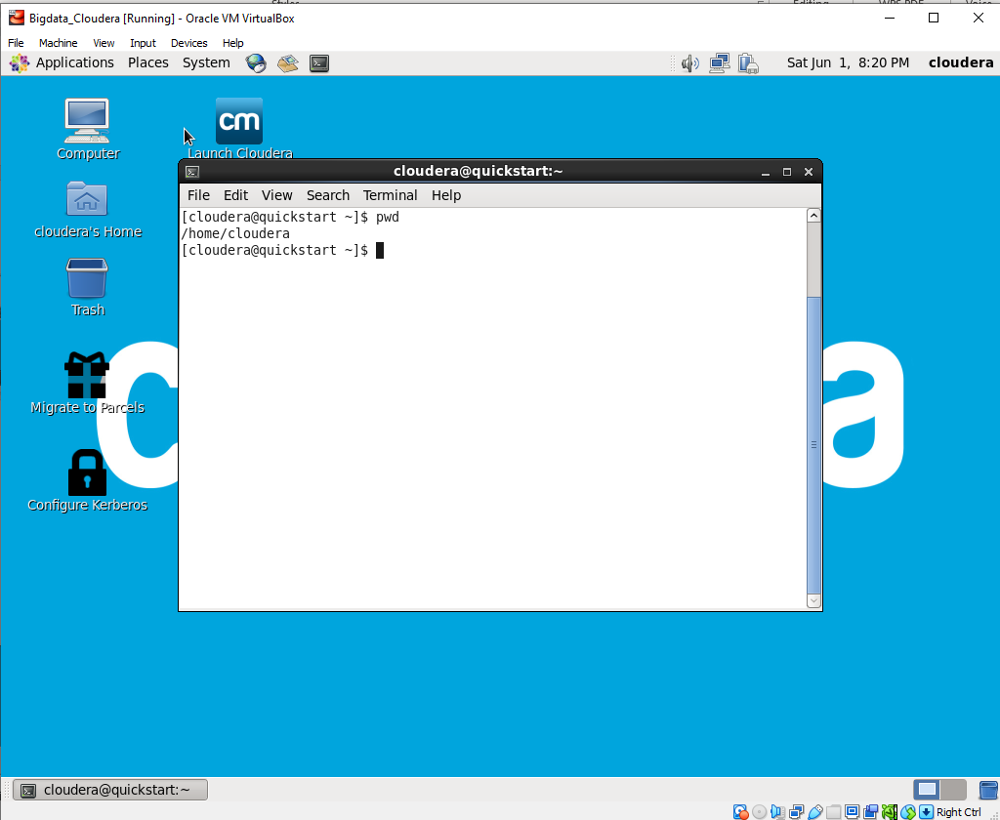 Bigdata_Cloudera [Running] - Oracle VM VirtualBox
File Machine View Input Devices Help
Applications Places System Sat Jun 1, 8:20 PM cloudera
Computer
cm
Launch Cloudera
cloudera's Home
Trash
Migrate to Parcels
Configure Kerberos
cloudera@quickstart:~
File Edit View Search Terminal Help
[cloudera@quickstart ~]$ pwd
/home/cloudera
[cloudera@quickstart ~]$
c
a
cloudera@quickstart:~
Right Ctrl